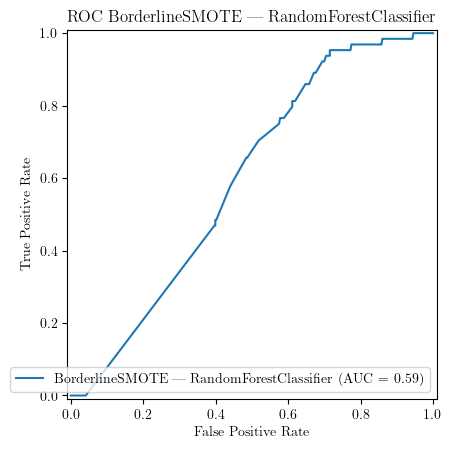 ROC BorderlineSMOTE — RandomForestClassifier
1.0
0.8
0.6
0.4
0.2
0.0
True Positive Rate
BorderlineSMOTE — RandomForestClassifier (AUC = 0.59)
0.0 0.2 0.4 0.6 0.8 1.0
False Positive Rate